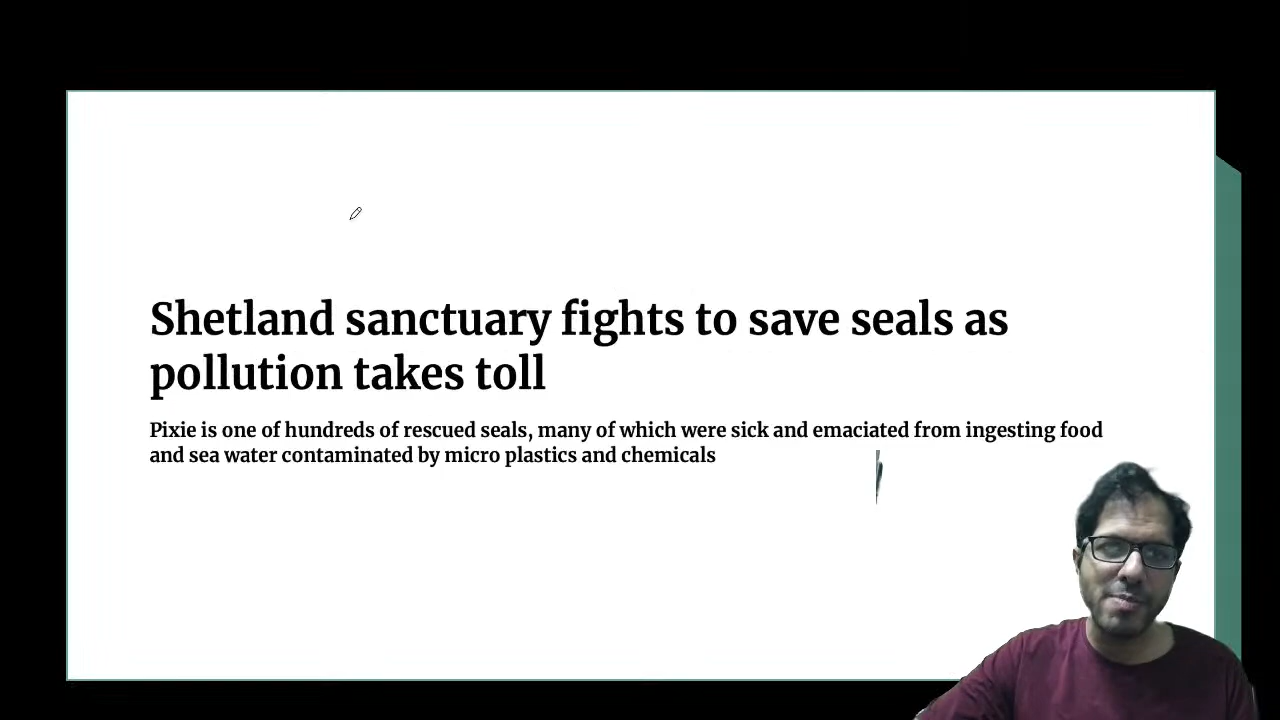 Shetland sanctuary fights to save seals as
pollution takes toll
Pixie is one of hundreds of rescued seals, many of which were sick and emaciated from ingesting food
and sea water contaminated by micro plastics and chemicals